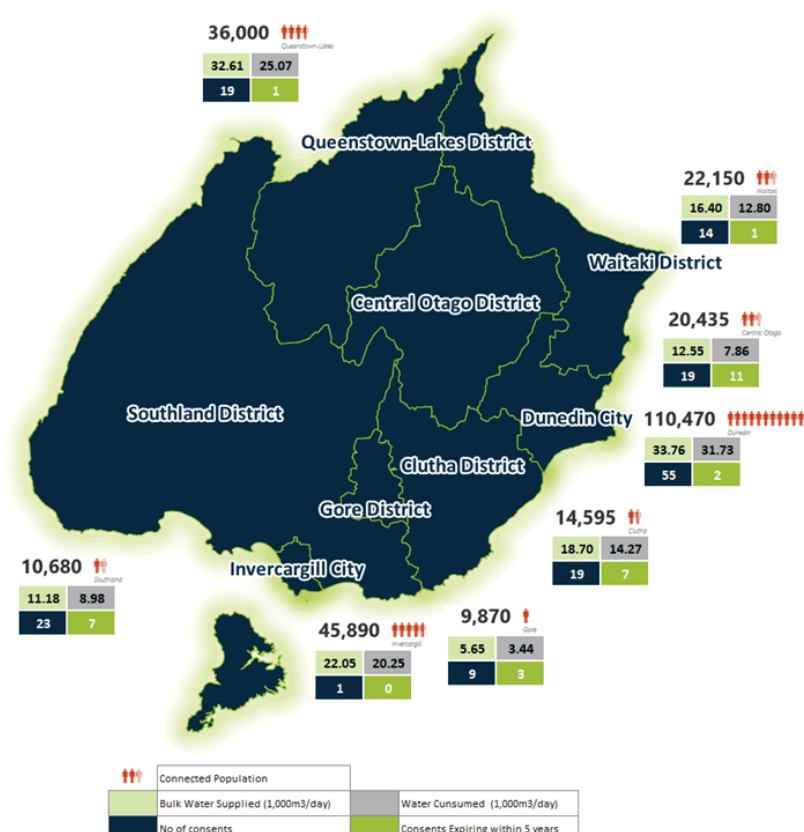 36,000
Queenstown-Lakes
32.61 25.07
19 1
Queenstown-Lakes District
22,150
Waitaki
16.40 12.80
14 1
Waitaki District
Central Otago District
20,435
Central Otago
12.55 7.86
19 11
Southland District
Dunedin City
110,470
Dunedin
33.76 31.73
55 2
Clutha District
Gore District
14,595
Clutha
18.70 14.27
19 7
Invercargill City
10,680
Southland
11.18 8.98
23 7
45,890
Invercargill
22.05 20.25
1 0
9,870
Gore
5.65 3.44
9 3
Connected Population
Bulk Water Supplied (1,000m3/day) Water Cunsumed (1,000m3/day)
No of consents Consents Expiring within 5 years